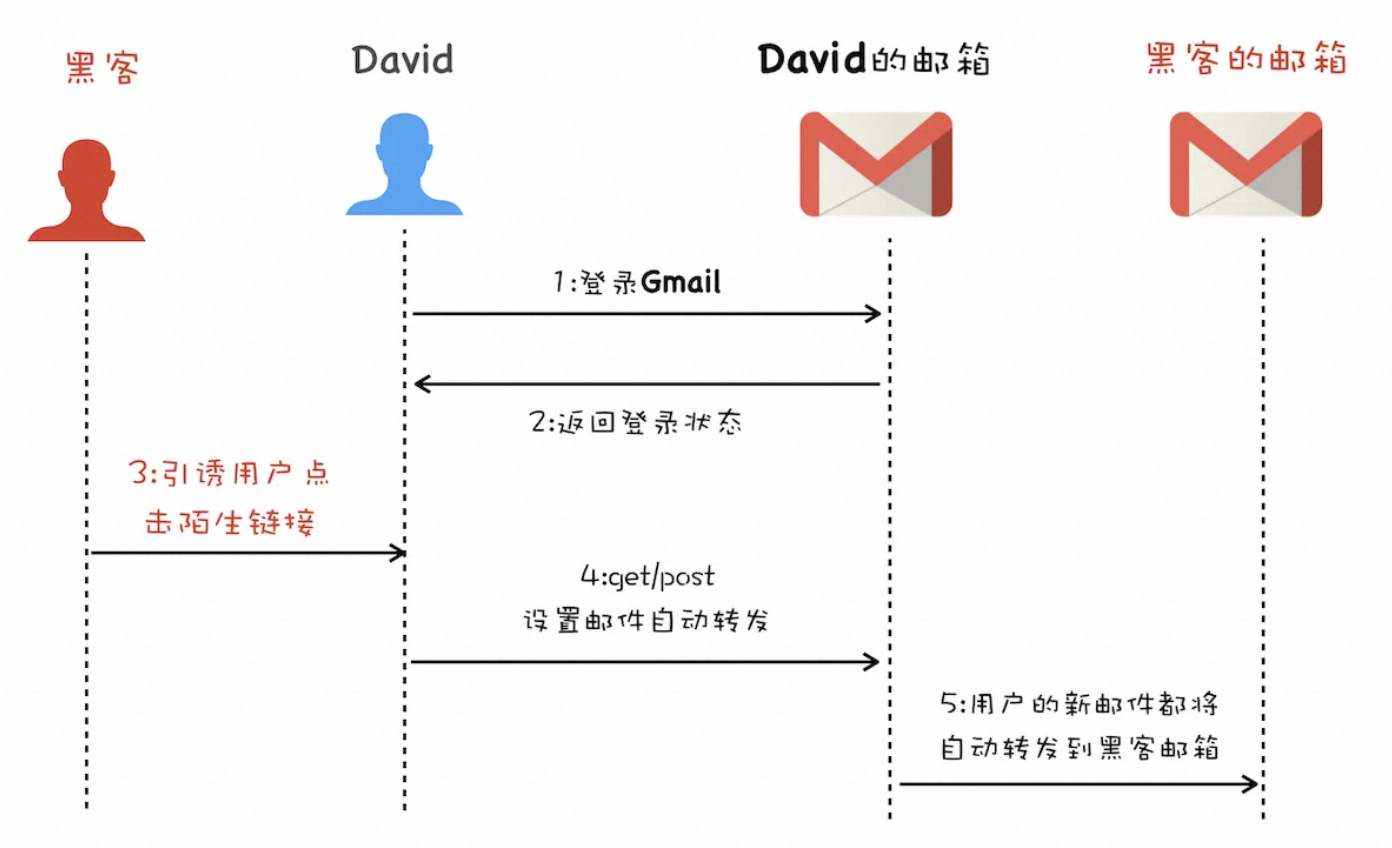 黑客
David
David的邮箱
黑客的邮箱
1:登录Gmail
2:返回登录状态
3:引诱用户点
击陌生链接
4:get/post
设置邮件自动转发
5:用户的新邮件都将
自动转发到黑客邮箱